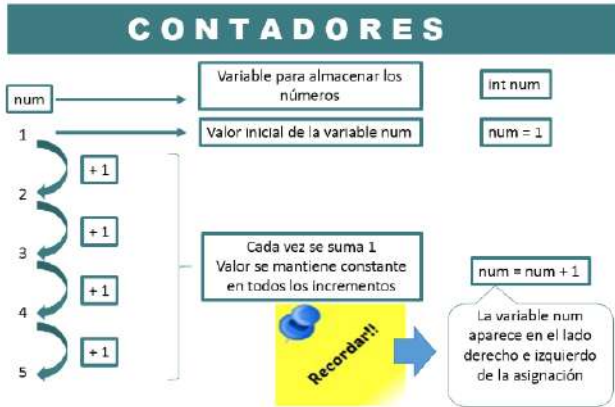 CONTADORES
num
Variable para almacenar los
números
int num
1
Valor inicial de la variable num
num = 1
+ 1
2
+ 1
3
+ 1
4
+ 1
5
Cada vez se suma 1
Valor se mantiene constante
en todos los incrementos
num = num + 1
Recordar!!
La variable num
aparece en el lado
derecho e izquierdo
de la asignación